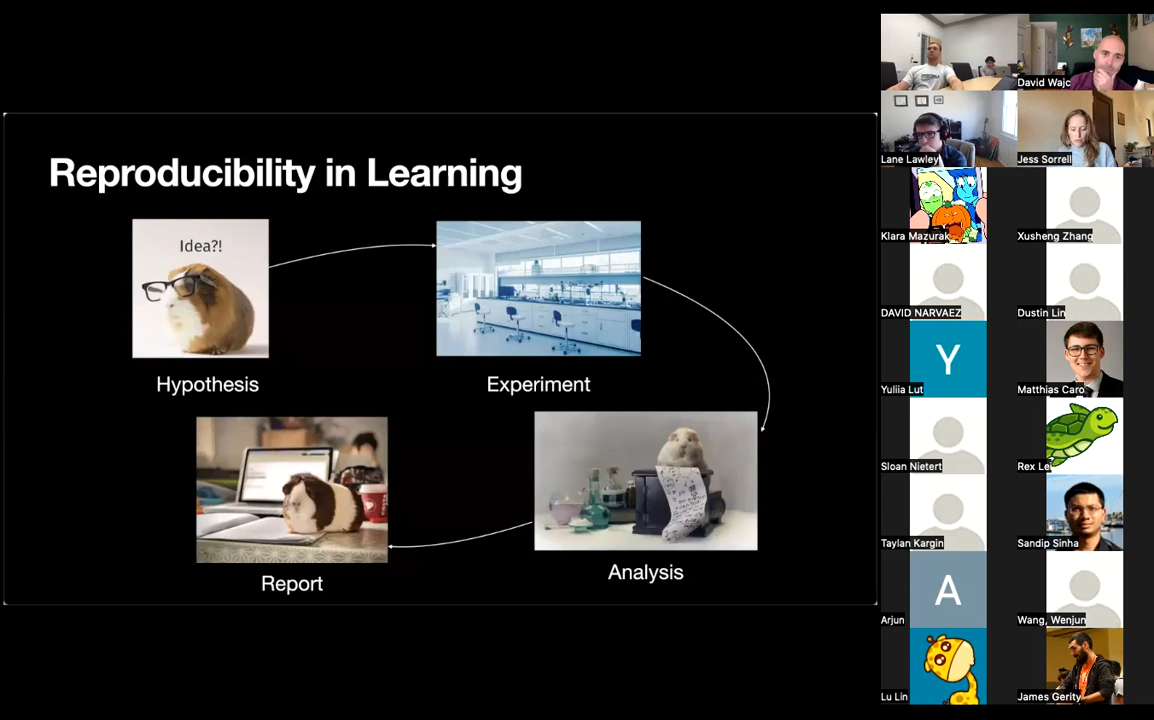 Reproducibility in Learning
Idea?!
Hypothesis
Experiment
Report
Analysis
David Wajc
Lane Lawley
Jess Sorrell
Klara Mazurak
Xusheng Zhang
DAVID NARVAEZ
Dustin Lin
Y
Yuliia Lut
Matthias Caro
Sloan Nietert
Rex Lei
Taylan Kargin
Sandip Sinha
A
Arjun
Wang, Wenjun
Lu Lin
James Gerity